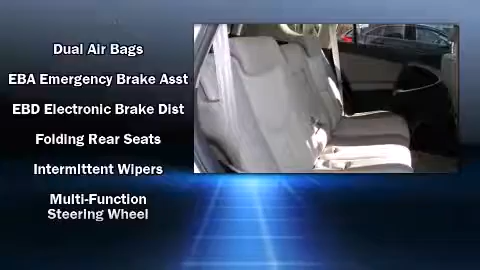 Dual Air Bags
EBA Emergency Brake Asst
EBD Electronic Brake Dist
Folding Rear Seats
Intermittent Wipers
Multi-Function
Steering Wheel